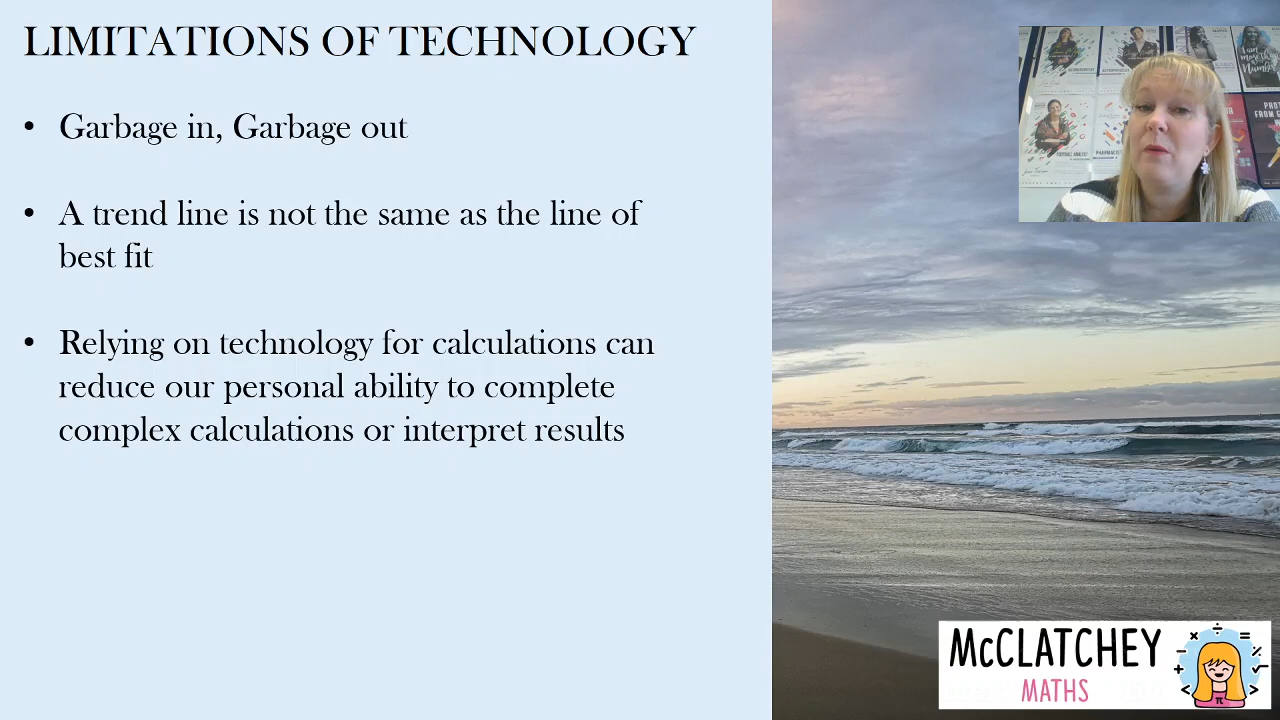 LIMITATIONS OF TECHNOLOGY
• Garbage in, Garbage out
• A trend line is not the same as the line of
best fit
• Relying on technology for calculations can
reduce our personal ability to complete
complex calculations or interpret results
McCLATCHEY
MATHS